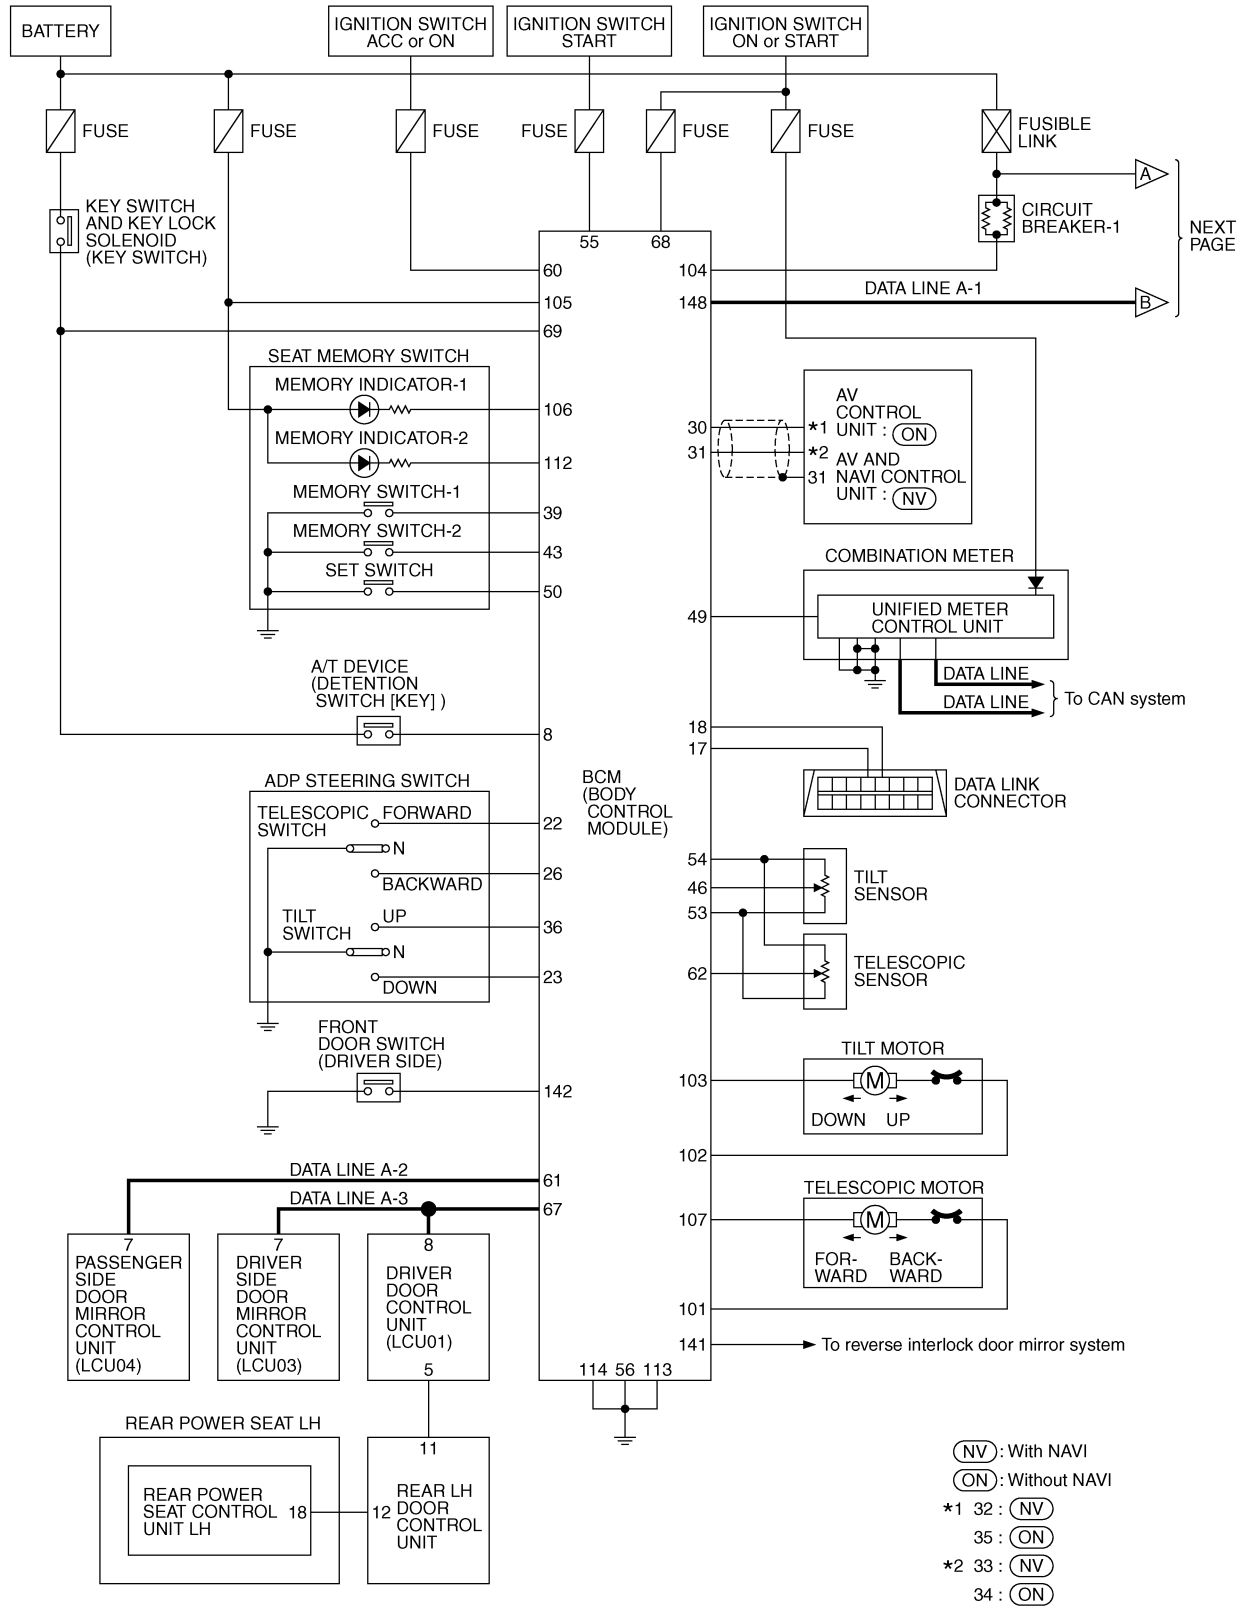 BATTERY
IGNITION SWITCH
ACC or ON
IGNITION SWITCH
START
IGNITION SWITCH
ON or START
FUSE
FUSE
FUSE
FUSE
FUSE
FUSE
FUSIBLE
LINK
A
KEY SWITCH
AND KEY LOCK
SOLENOID
(KEY SWITCH)
CIRCUIT
BREAKER-1
NEXT
PAGE
55
68
60
104
DATA LINE A-1
105
148
B
69
SEAT MEMORY SWITCH
MEMORY INDICATOR-1
106
MEMORY INDICATOR-2
112
MEMORY SWITCH-1
39
MEMORY SWITCH-2
43
SET SWITCH
50
30
31
*1
*2
31
AV
CONTROL
UNIT : ON
AV AND
NAVI CONTROL
UNIT : NV
COMBINATION METER
49
UNIFIED METER
CONTROL UNIT
DATA LINE
DATA LINE
To CAN system
A/T DEVICE
(DETENTION
SWITCH [KEY] )
8
18
17
DATA LINK
CONNECTOR
BCM
(BODY
CONTROL
MODULE)
ADP STEERING SWITCH
TELESCOPIC
SWITCH
FORWARD
22
N
26
BACKWARD
TILT
SWITCH
UP
36
N
23
DOWN
54
46
53
TILT
SENSOR
62
TELESCOPIC
SENSOR
FRONT
DOOR SWITCH
(DRIVER SIDE)
142
TILT MOTOR
103
M
DOWN UP
102
TELESCOPIC MOTOR
107
M
FOR-
WARD
BACK-
WARD
101
141
To reverse interlock door mirror system
DATA LINE A-2
61
DATA LINE A-3
67
7
PASSENGER
SIDE
DOOR
MIRROR
CONTROL
UNIT
(LCU04)
7
DRIVER
SIDE
DOOR
MIRROR
CONTROL
UNIT
(LCU03)
8
DRIVER
DOOR
CONTROL
UNIT
(LCU01)
5
114 56 113
REAR POWER SEAT LH
REAR POWER
SEAT CONTROL
UNIT LH
18
11
12
REAR LH
DOOR
CONTROL
UNIT
NV : With NAVI
ON : Without NAVI
*1 32 : NV
35 : ON
*2 33 : NV
34 : ON